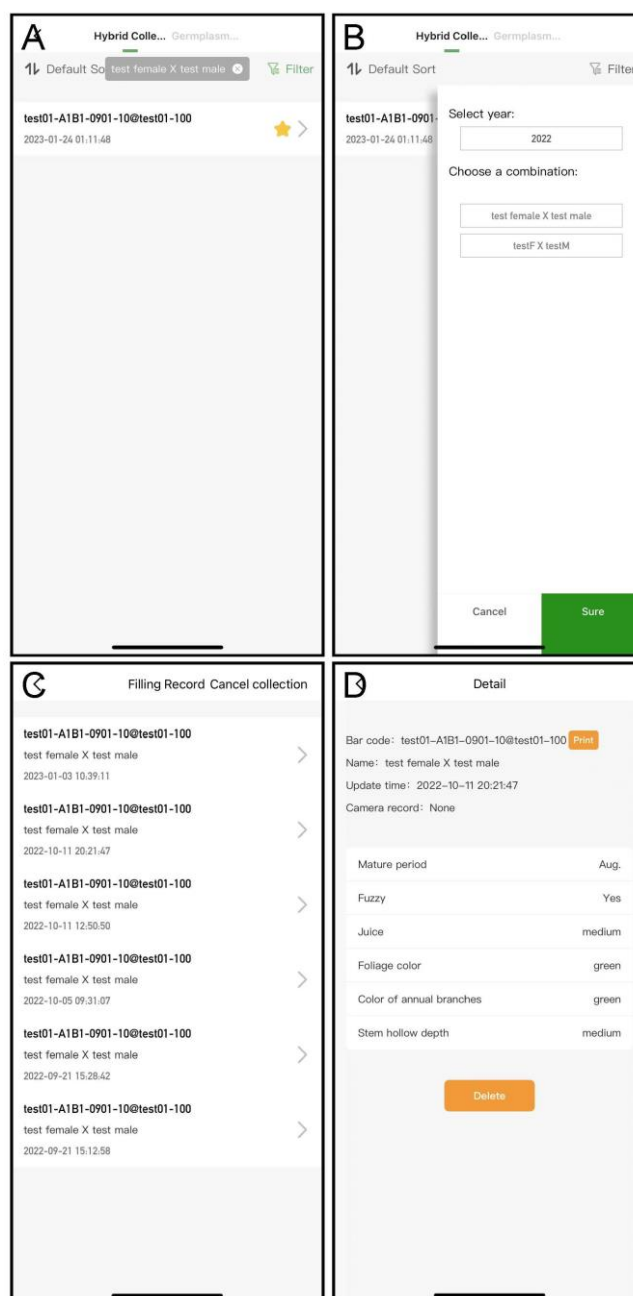 A
Hybrid Colle... Germplasm...
Default So test female X test male Filter
test01-A1B1-0901-10@test01-100
2023-01-24 01:11:48
B
Hybrid Colle... Germplasm...
Default Sort Filter
test01-A1B1-0901-
2023-01-24 01:11:48
Select year:
2022
Choose a combination:
test female X test male
testF X testM
Cancel Sure
C
Filling Record Cancel collection
test01-A1B1-0901-10@test01-100
test female X test male
2023-01-03 10:39:11
test01-A1B1-0901-10@test01-100
test female X test male
2022-10-11 20:21:47
test01-A1B1-0901-10@test01-100
test female X test male
2022-10-11 12:50:50
test01-A1B1-0901-10@test01-100
test female X test male
2022-10-05 09:31:07
test01-A1B1-0901-10@test01-100
test female X test male
2022-09-21 15:28:42
test01-A1B1-0901-10@test01-100
test female X test male
2022-09-21 15:12:58
D
Detail
Bar code: test01-A1B1-0901-10@test01-100 Print
Name: test female X test male
Update time: 2022-10-11 20:21:47
Camera record: None
Mature period Aug.
Fuzzy Yes
Juice medium
Foliage color green
Color of annual branches green
Stem hollow depth medium
Delete